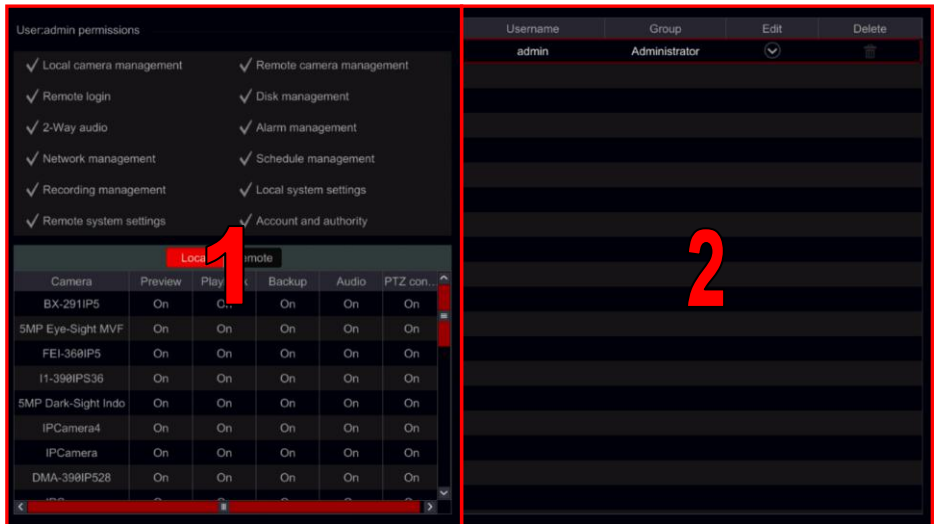 User:admin permissions
Local camera management Remote camera management
Remote login Disk management
2-Way audio Alarm management
Network management Schedule management
Recording management Local system settings
Remote system settings Account and authority
1
Camera Preview Backup Audio PTZ con...
BX-291IP5 On On On On On
5MP Eye-Sight MVF On On On On On
FEI-360IP5 On On On On On
I1-390IPS36 On On On On On
5MP Dark-Sight Indo On On On On On
IPCamera4 On On On On On
IPCamera On On On On On
DMA-390IP528 On On On On On
Username Group Edit Delete
admin Administrator
2